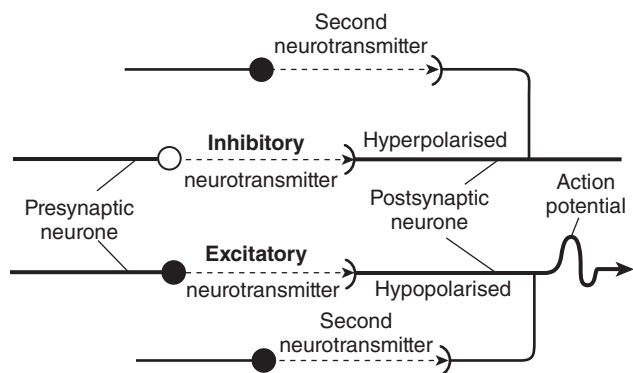 Second
neurotransmitter
Inhibitory
neurotransmitter
Hyperpolarised
Presynaptic
neurone
Postsynaptic
neurone
Action
potential
Excitatory
neurotransmitter
Hypopolarised
Second
neurotransmitter